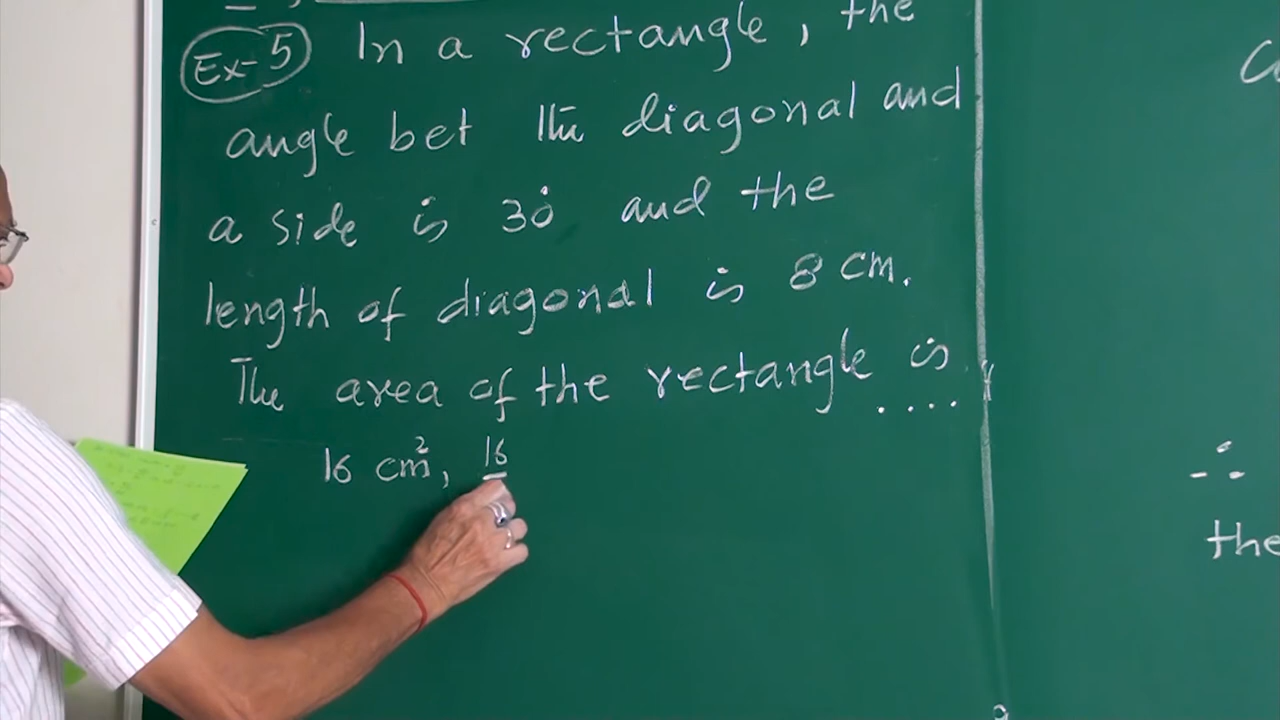 Ex-5 In a rectangle, the
angle bet the diagonal and
a side is 30° and the
length of diagonal is 8 cm.
The area of the rectangle is ....
16 cm², 16
∴
the